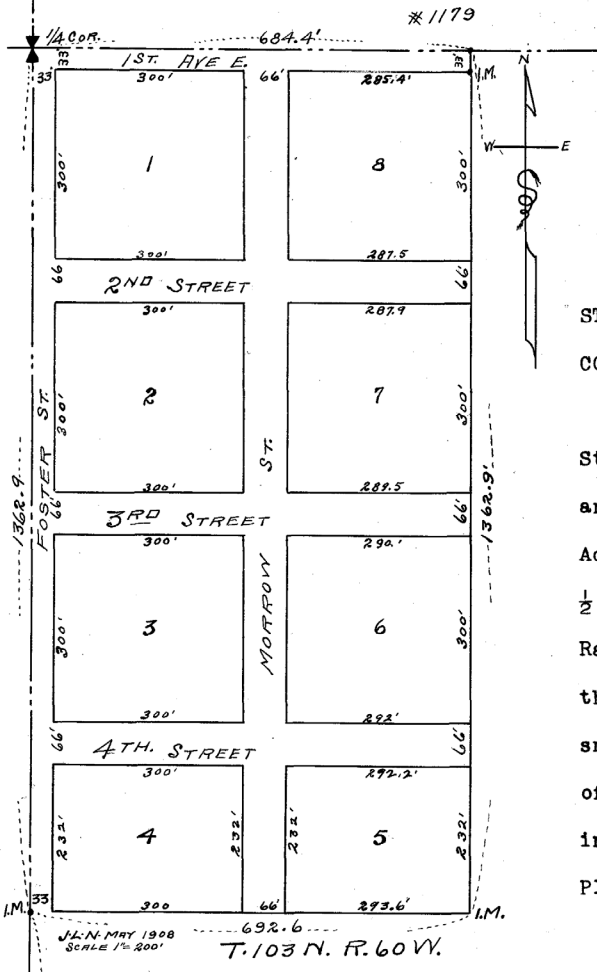 #1179
1/4 COR.
684.4'
33'
1ST. AVE E.
33'
33'
300'
66'
285.4'
I.M.
N
W
E
300'
1
8
300'
300'
287.5
66'
2ND STREET
66'
300'
287.9
ST
CO
FOSTER ST.
300'
2
ST.
7
300'
1362.9
1362.9'
300'
289.5
St
66'
3RD STREET
66'
an
300'
290.'
Ad
MORROW
1/2
300'
3
6
300'
Ra
th
300'
292'
66'
4TH. STREET
66'
sn
300'
292.2'
of
232'
4
232'
232'
5
232'
in
Pl
I.M.
33
300
66'
293.6'
I.M.
692.6
J.L.N. MAY 1908
SCALE 1"=200'
T.103 N. R.60 W.